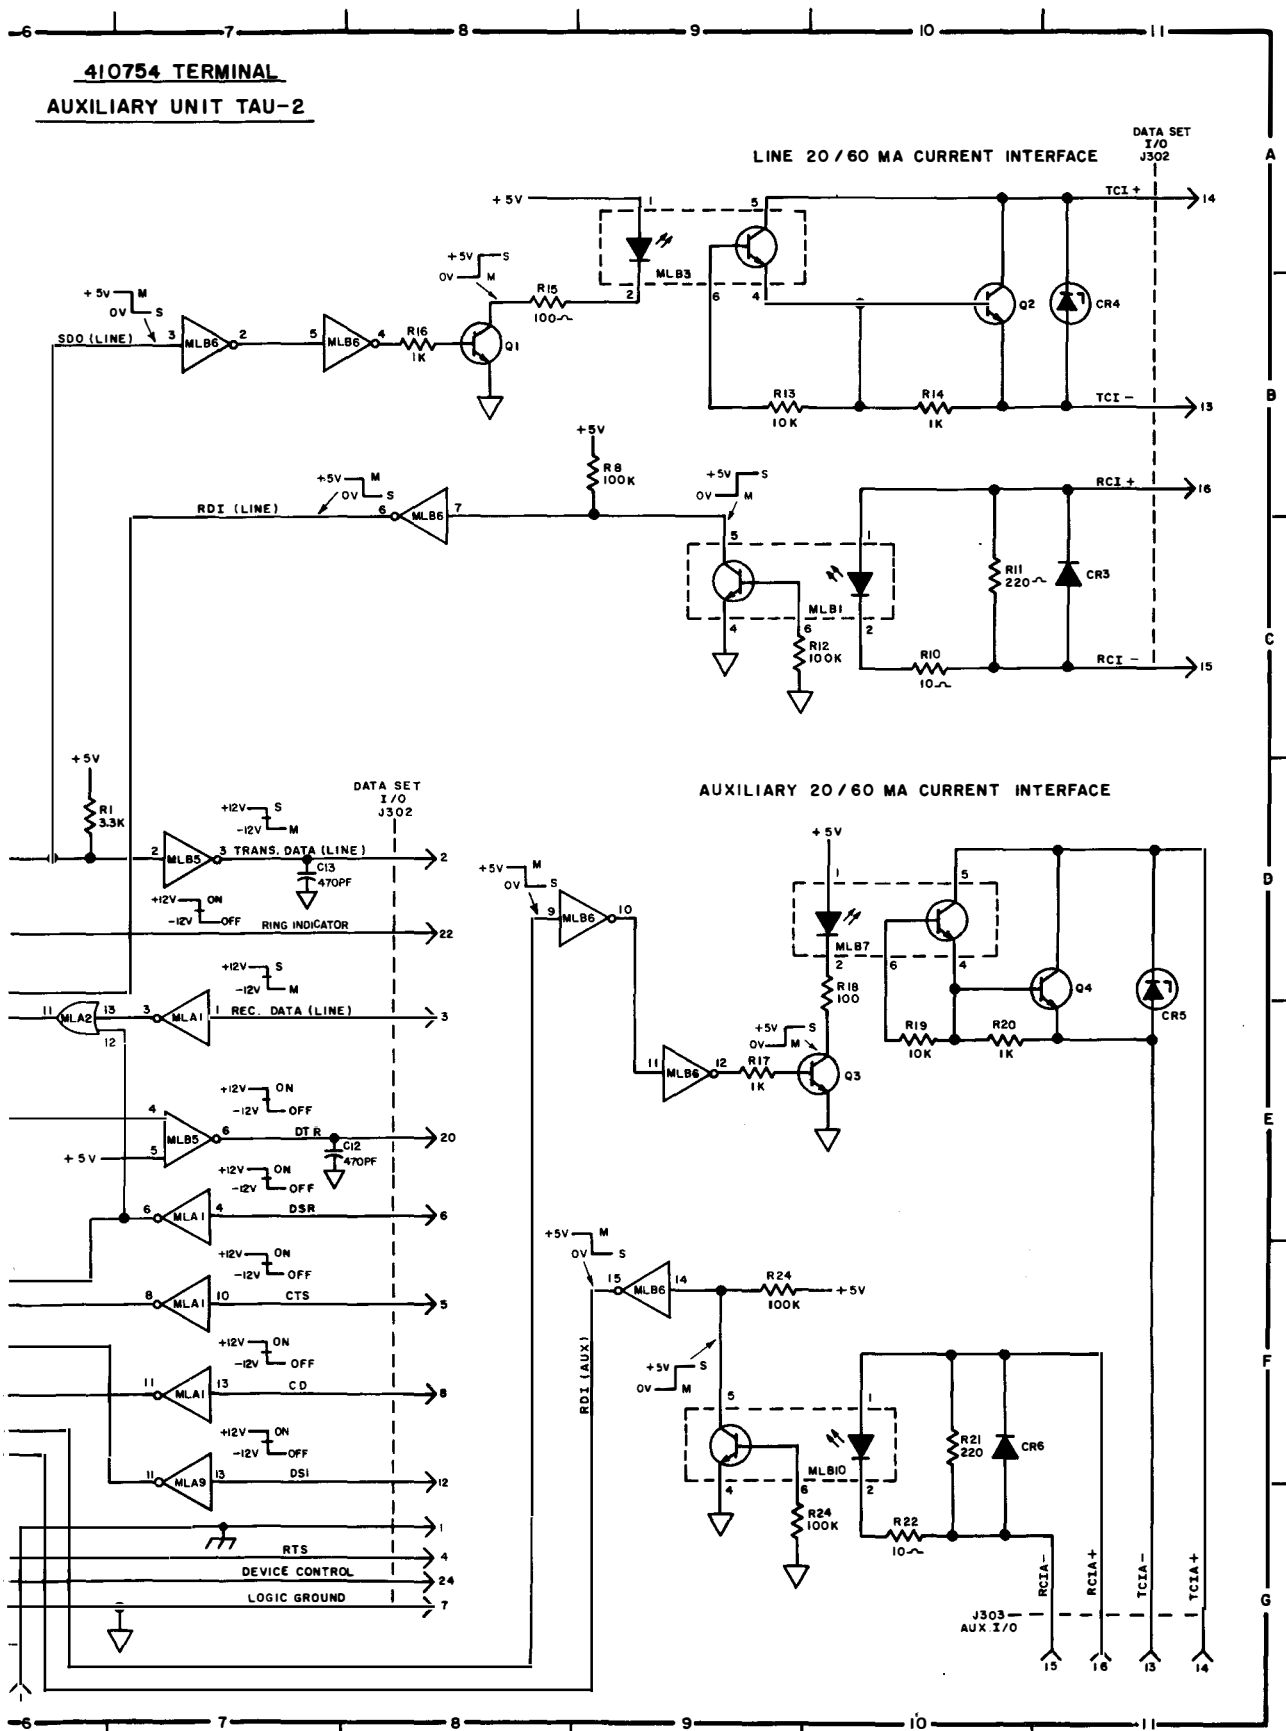 6 7 8 9 10 11
410754 TERMINAL
AUXILIARY UNIT TAU-2
LINE 20/60 MA CURRENT INTERFACE
DATA SET
I/O
J302
A
+5V 1 5 TCI+ 14
+5V S
0V M
MLB3
2 6 4
R15
100Ω
Q2 CR4
+5V M
0V S
SDO (LINE) 3 MLB6 2 5 MLB6 4 R16
1K
Q1
R13
10K
R14
1K
TCI- 13
B
+5V
R8
100K
+5V M
0V S
+5V S
0V M
RCI+ 16
RDI (LINE) 6 MLB6 7
5 1
MLB1
4 6 2
R11
220Ω
CR3
R12
100K
R10
10Ω
RCI- 15
C
+5V
R1
3.3K
DATA SET
I/O
J302
AUXILIARY 20/60 MA CURRENT INTERFACE
+12V S
-12V M
2 MLB5 3 TRANS. DATA (LINE) 2
C13
470PF
+12V ON
-12V OFF
RING INDICATOR 22
+12V S
-12V M
11 MLA2 13 3 MLA1 1 REC. DATA (LINE) 3
12
+5V M
0V S
9 MLB6 10
+5V
1 5
MLB7
2 6 4
R18
100
Q4 CR5
D
+5V S
0V M
R19
10K
R20
1K
11 MLB6 12 R17
1K
Q3
E
+12V ON
-12V OFF
4
MLB5 6 DTR 20
+5V 5
C12
470PF
+12V ON
-12V OFF
6 MLA1 4 DSR 6
+12V ON
-12V OFF
8 MLA1 10 CTS 5
+12V ON
-12V OFF
11 MLA1 13 CD 8
+12V ON
-12V OFF
11 MLA9 13 DSI 12
1
RTS 4
DEVICE CONTROL 24
LOGIC GROUND 7
+5V M
0V S
15 MLB6 14 R24
100K
+5V
RDI (AUX)
+5V S
0V M
F
5 1
MLB10
4 6 2
R21
220
CR6
R24
100K
R22
10Ω
RCIA- RCIA+ TCIA- TCIA+
G
J303
AUX. I/O
15 16 13 14
1
6 7 8 9 10 11